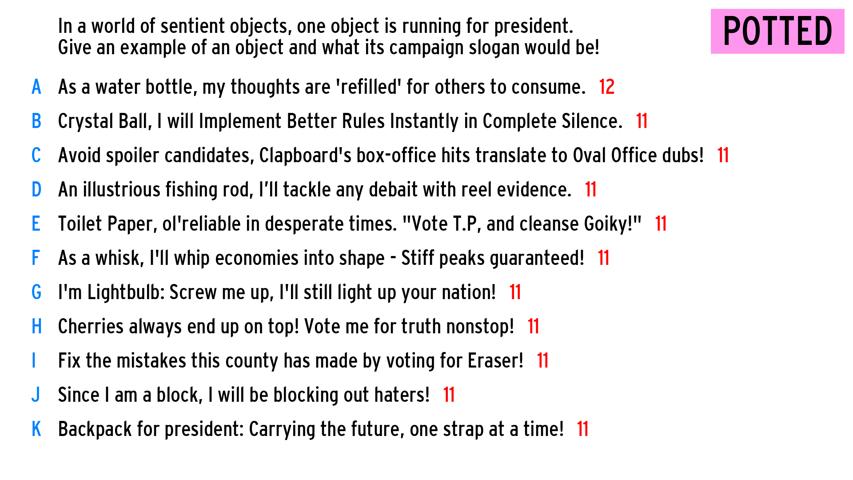 In a world of sentient objects, one object is running for president.
Give an example of an object and what its campaign slogan would be!
POTTED
A As a water bottle, my thoughts are 'refilled' for others to consume. 12
B Crystal Ball, I will Implement Better Rules Instantly in Complete Silence. 11
C Avoid spoiler candidates, Clapboard's box-office hits translate to Oval Office dubs! 11
D An illustrious fishing rod, I'll tackle any debait with reel evidence. 11
E Toilet Paper, ol'reliable in desperate times. "Vote T.P, and cleanse Goiky!" 11
F As a whisk, I'll whip economies into shape - Stiff peaks guaranteed! 11
G I'm Lightbulb: Screw me up, I'll still light up your nation! 11
H Cherries always end up on top! Vote me for truth nonstop! 11
I Fix the mistakes this county has made by voting for Eraser! 11
J Since I am a block, I will be blocking out haters! 11
K Backpack for president: Carrying the future, one strap at a time! 11